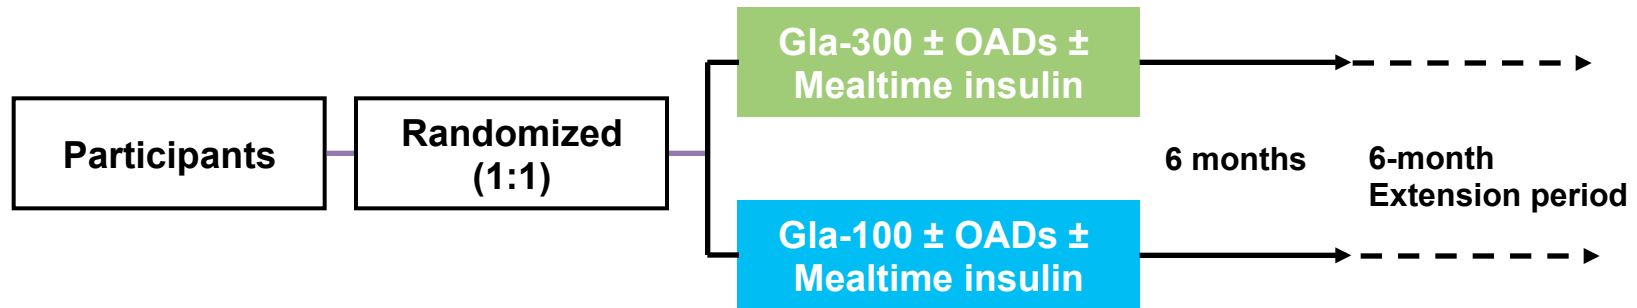 Participants
Randomized
(1:1)
Gla-300 ± OADs ±
Mealtime insulin
Gla-100 ± OADs ±
Mealtime insulin
6 months
6-month
Extension period